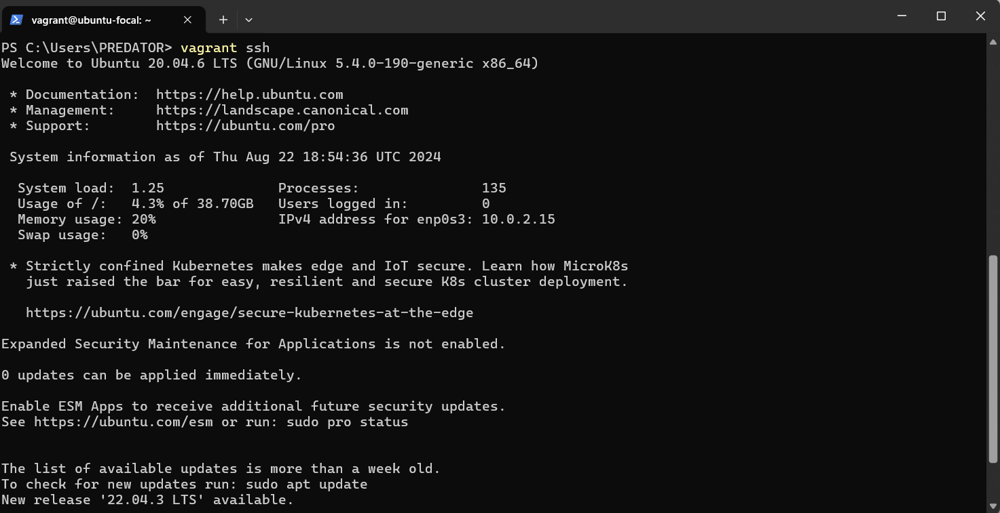 vagrant@ubuntu-focal: ~
PS C:\Users\PREDATOR> vagrant ssh
Welcome to Ubuntu 20.04.6 LTS (GNU/Linux 5.4.0-190-generic x86_64)
* Documentation:  https://help.ubuntu.com
* Management:     https://landscape.canonical.com
* Support:        https://ubuntu.com/pro
System information as of Thu Aug 22 18:54:36 UTC 2024
System load:  1.25              Processes:               135
Usage of /:   4.3% of 38.70GB   Users logged in:         0
Memory usage: 20%               IPv4 address for enp0s3: 10.0.2.15
Swap usage:   0%
* Strictly confined Kubernetes makes edge and IoT secure. Learn how MicroK8s
just raised the bar for easy, resilient and secure K8s cluster deployment.
https://ubuntu.com/engage/secure-kubernetes-at-the-edge
Expanded Security Maintenance for Applications is not enabled.
0 updates can be applied immediately.
Enable ESM Apps to receive additional future security updates.
See https://ubuntu.com/esm or run: sudo pro status
The list of available updates is more than a week old.
To check for new updates run: sudo apt update
New release '22.04.3 LTS' available.